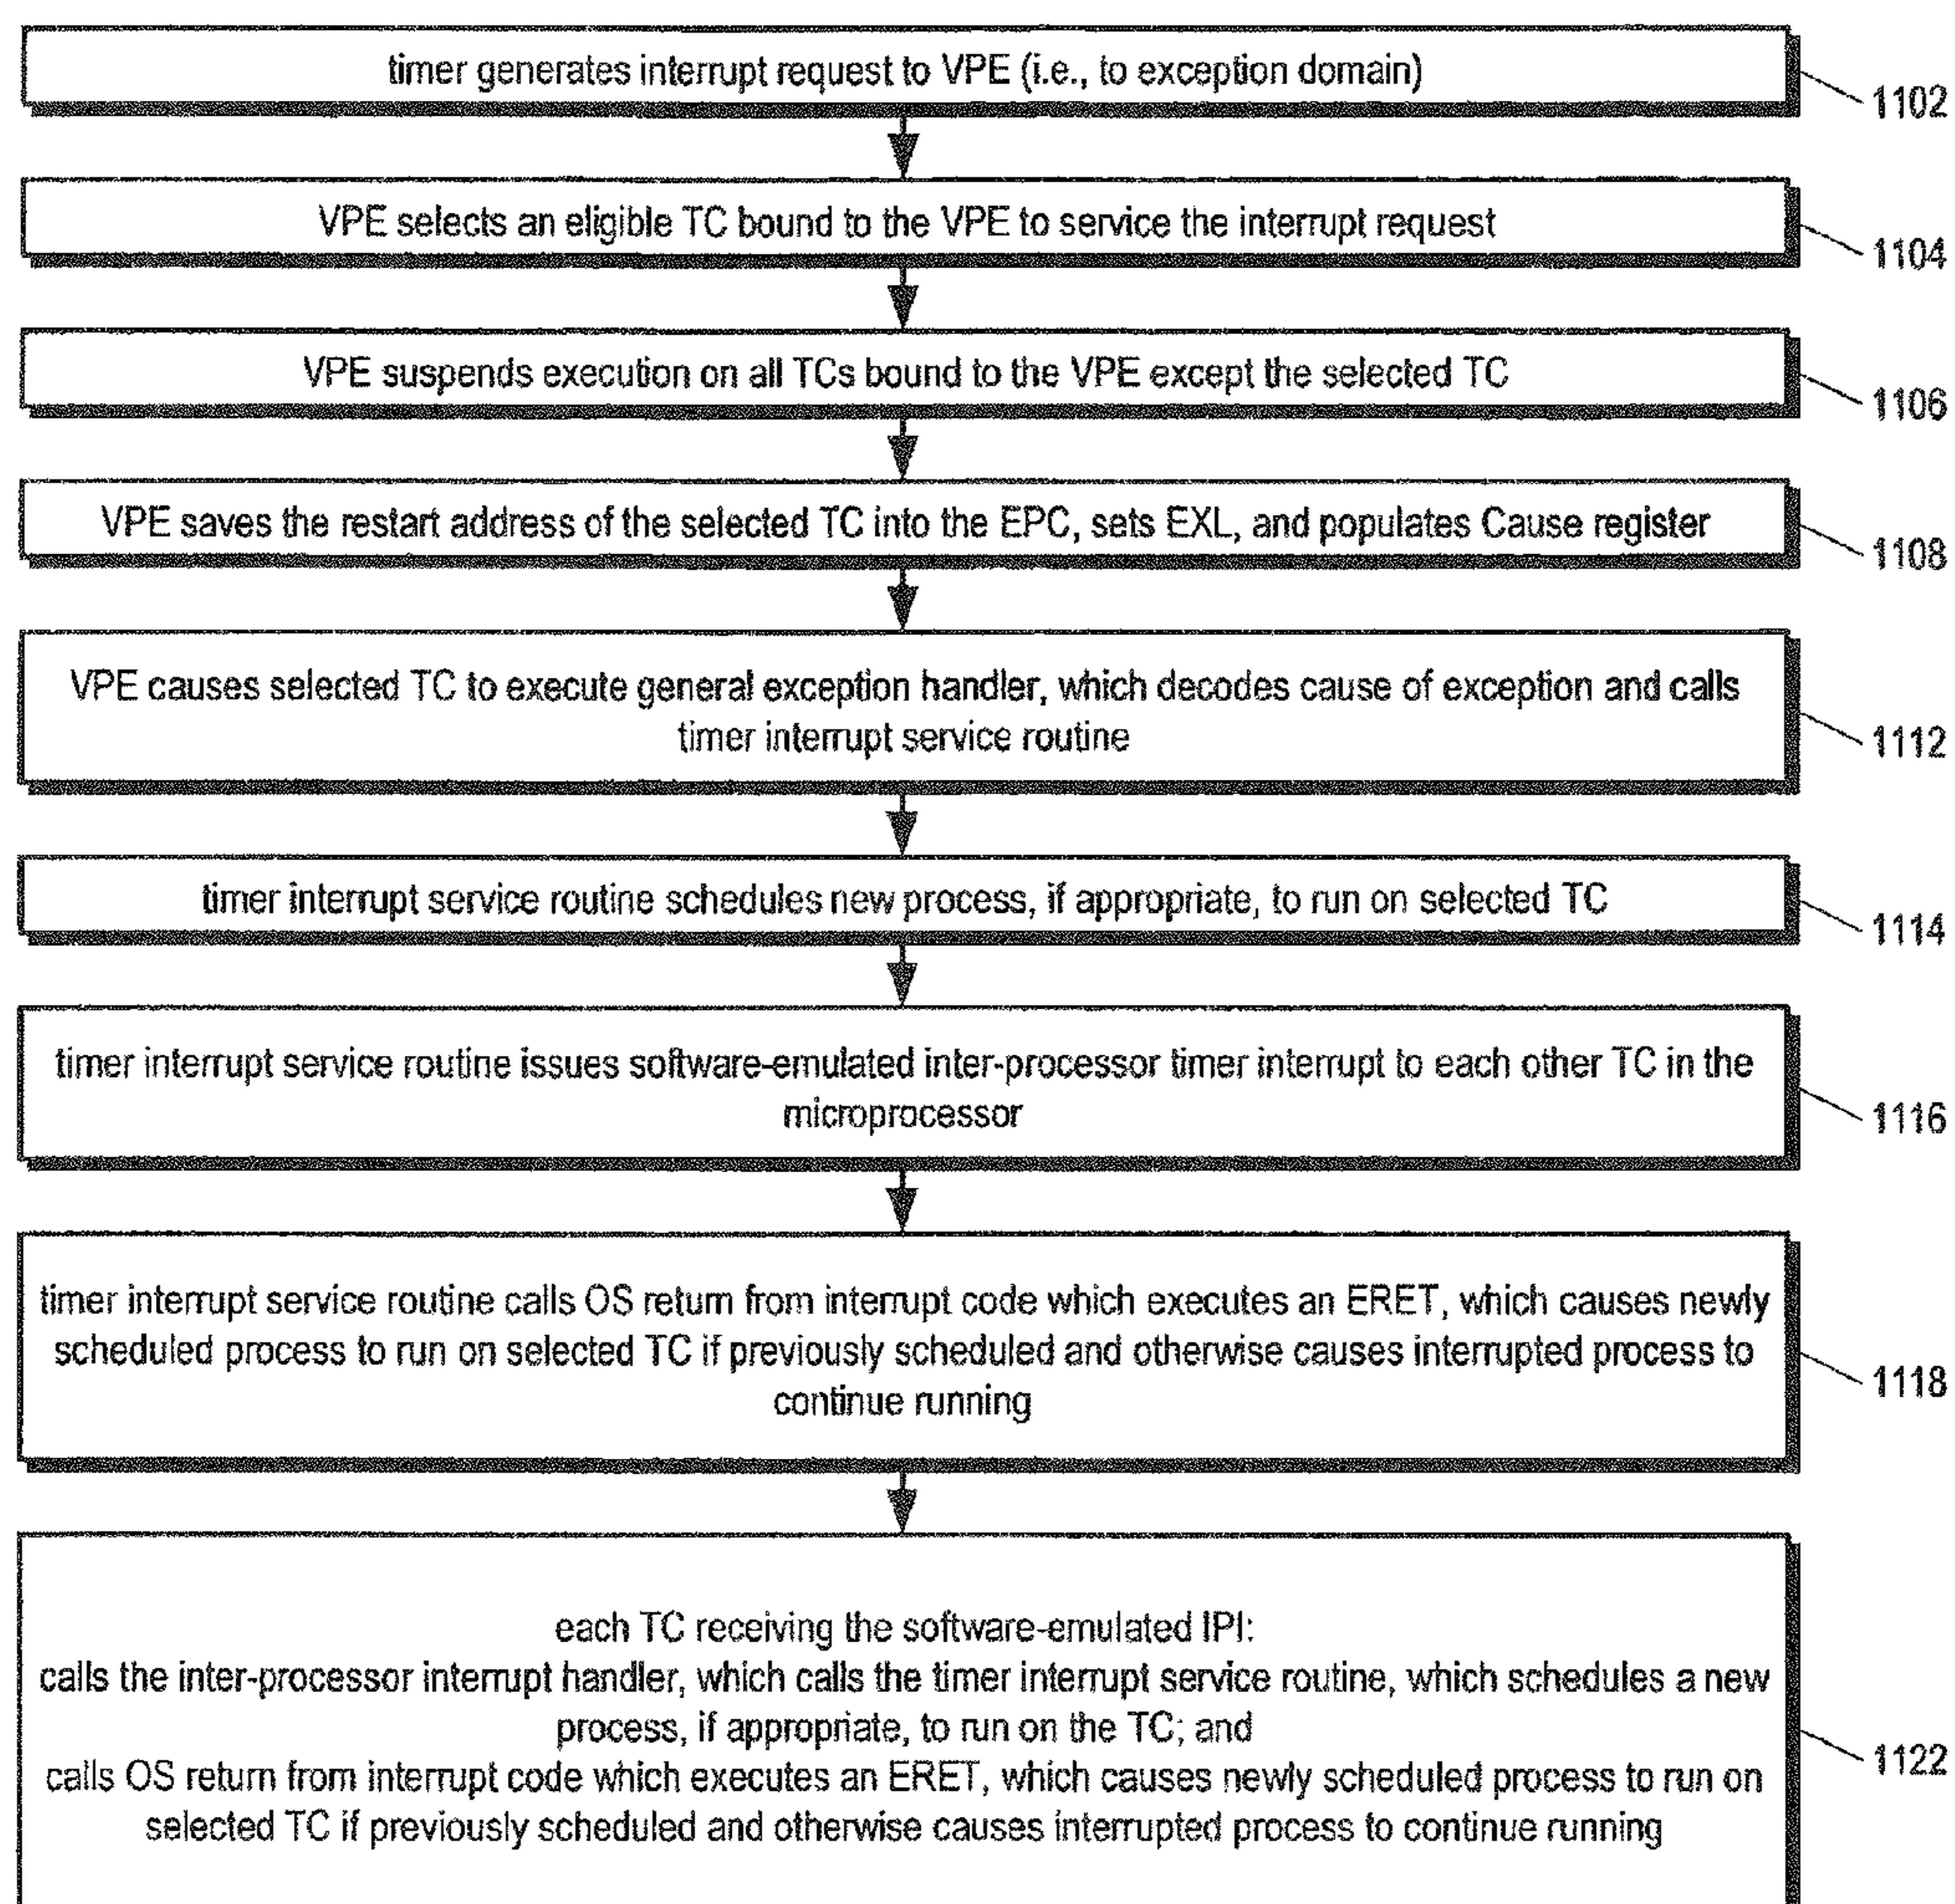 timer generates interrupt request to VPE (i.e., to exception domain)
1102
VPE selects an eligible TC bound to the VPE to service the interrupt request
1104
VPE suspends execution on all TCs bound to the VPE except the selected TC
1106
VPE saves the restart address of the selected TC into the EPC, sets EXL, and populates Cause register
1108
VPE causes selected TC to execute general exception handler, which decodes cause of exception and calls
timer interrupt service routine
1112
timer interrupt service routine schedules new process, if appropriate, to run on selected TC
1114
timer interrupt service routine issues software-emulated inter-processor timer interrupt to each other TC in the
microprocessor
1116
timer interrupt service routine calls OS return from interrupt code which executes an ERET, which causes newly
scheduled process to run on selected TC if previously scheduled and otherwise causes interrupted process to
continue running
1118
each TC receiving the software-emulated IPI:
calls the inter-processor interrupt handler, which calls the timer interrupt service routine, which schedules a new
process, if appropriate, to run on the TC; and
calls OS return from interrupt code which executes an ERET, which causes newly scheduled process to run on
selected TC if previously scheduled and otherwise causes interrupted process to continue running
1122